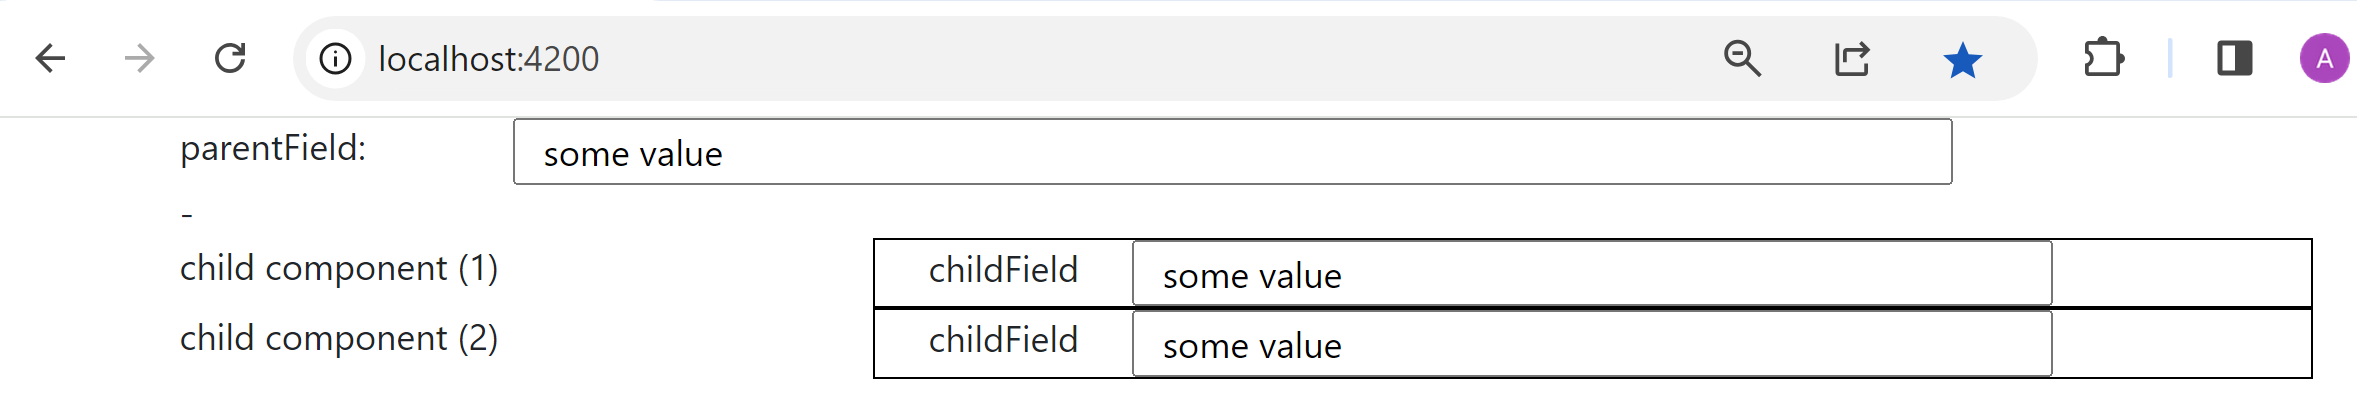 localhost:4200
A
parentField: some value
-
child component (1) childField some value
child component (2) childField some value